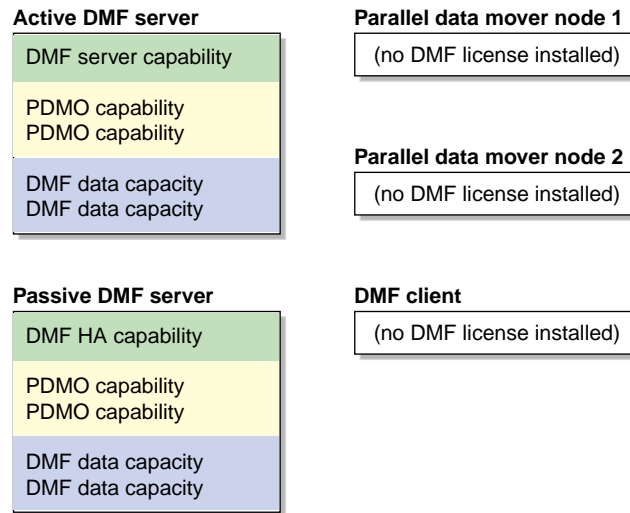 Active DMF server
DMF server capability
PDMO capability
PDMO capability
DMF data capacity
DMF data capacity
Parallel data mover node 1
(no DMF license installed)
Parallel data mover node 2
(no DMF license installed)
Passive DMF server
DMF HA capability
PDMO capability
PDMO capability
DMF data capacity
DMF data capacity
DMF client
(no DMF license installed)